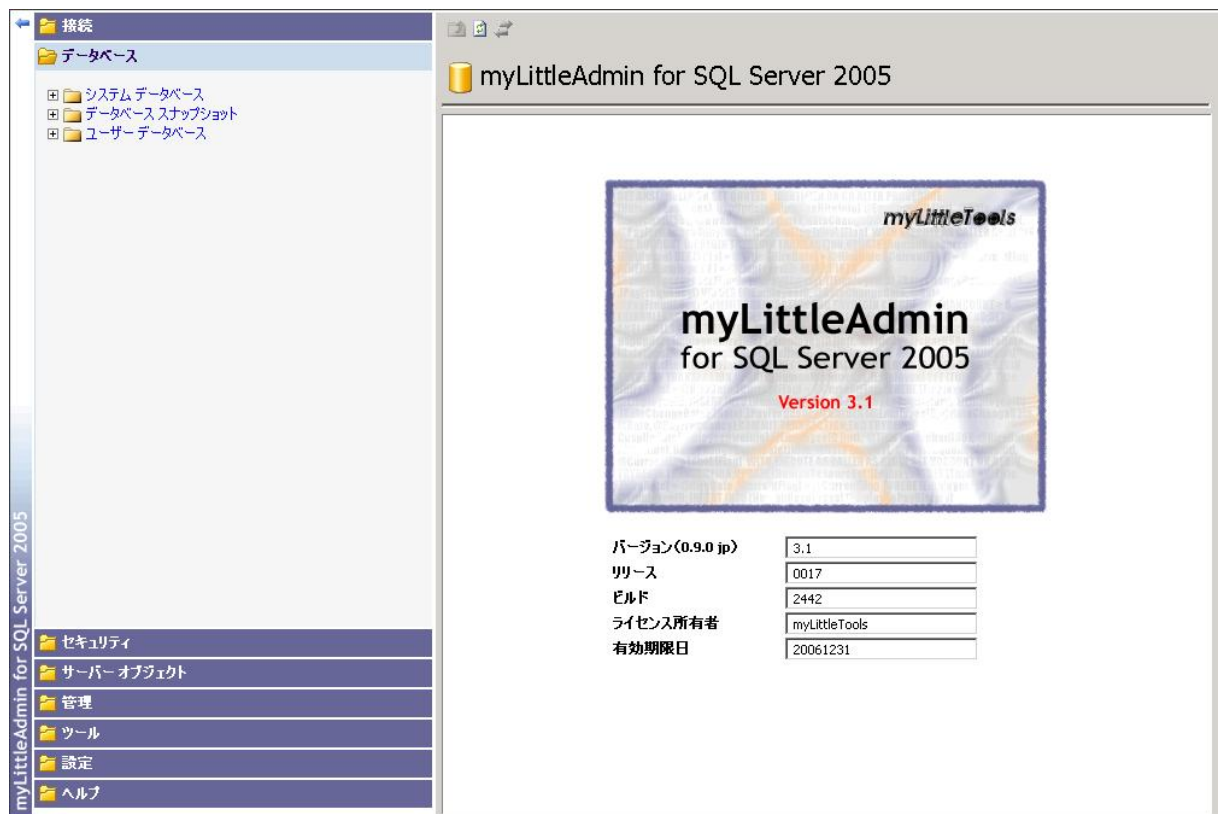 接続
データベース
システム データベース
データベース スナップショット
ユーザー データベース
セキュリティ
サーバー オブジェクト
管理
ツール
設定
ヘルプ
myLittleAdmin for SQL Server 2005
myLittleAdmin for SQL Server 2005
myLittleTools
myLittleAdmin
for SQL Server 2005
Version 3.1
バージョン(0.9.0 jp) 3.1
リリース 0017
ビルド 2442
ライセンス所有者 myLittleTools
有効期限日 20061231